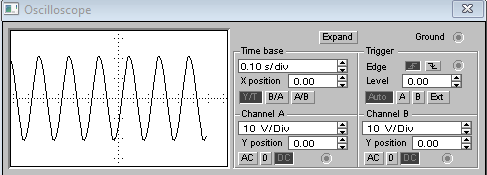 Oscilloscope
Expand Ground
Time base Trigger
0.10 s/div Edge
X position 0.00 Level 0.00
Y/T B/A A/B Auto A B Ext
Channel A Channel B
10 V/Div 10 V/Div
Y position 0.00 Y position 0.00
AC 0 DC AC 0 DC